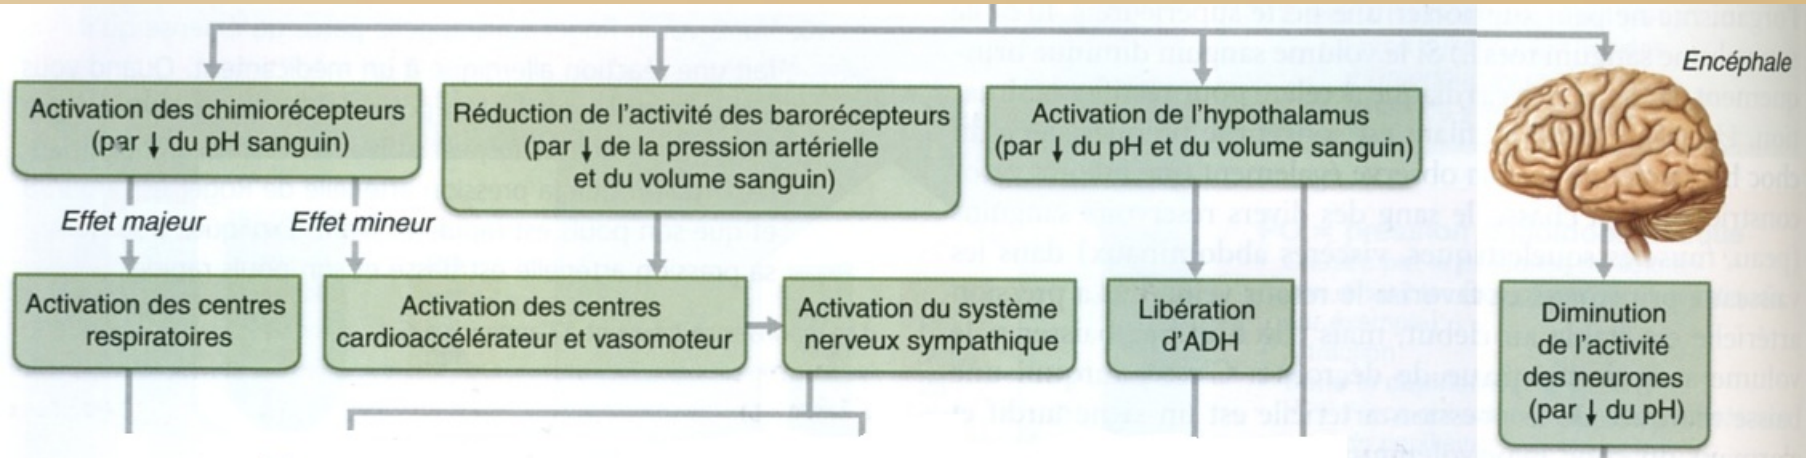 Encéphale
Activation des chimiorécepteurs
(par ↓ du pH sanguin)
Réduction de l'activité des barorécepteurs
(par ↓ de la pression artérielle
et du volume sanguin)
Activation de l'hypothalamus
(par ↓ du pH et du volume sanguin)
Effet majeur
Effet mineur
Activation des centres
respiratoires
Activation des centres
cardioaccélérateur et vasomoteur
Activation du système
nerveux sympathique
Libération
d'ADH
Diminution
de l'activité
des neurones
(par ↓ du pH)